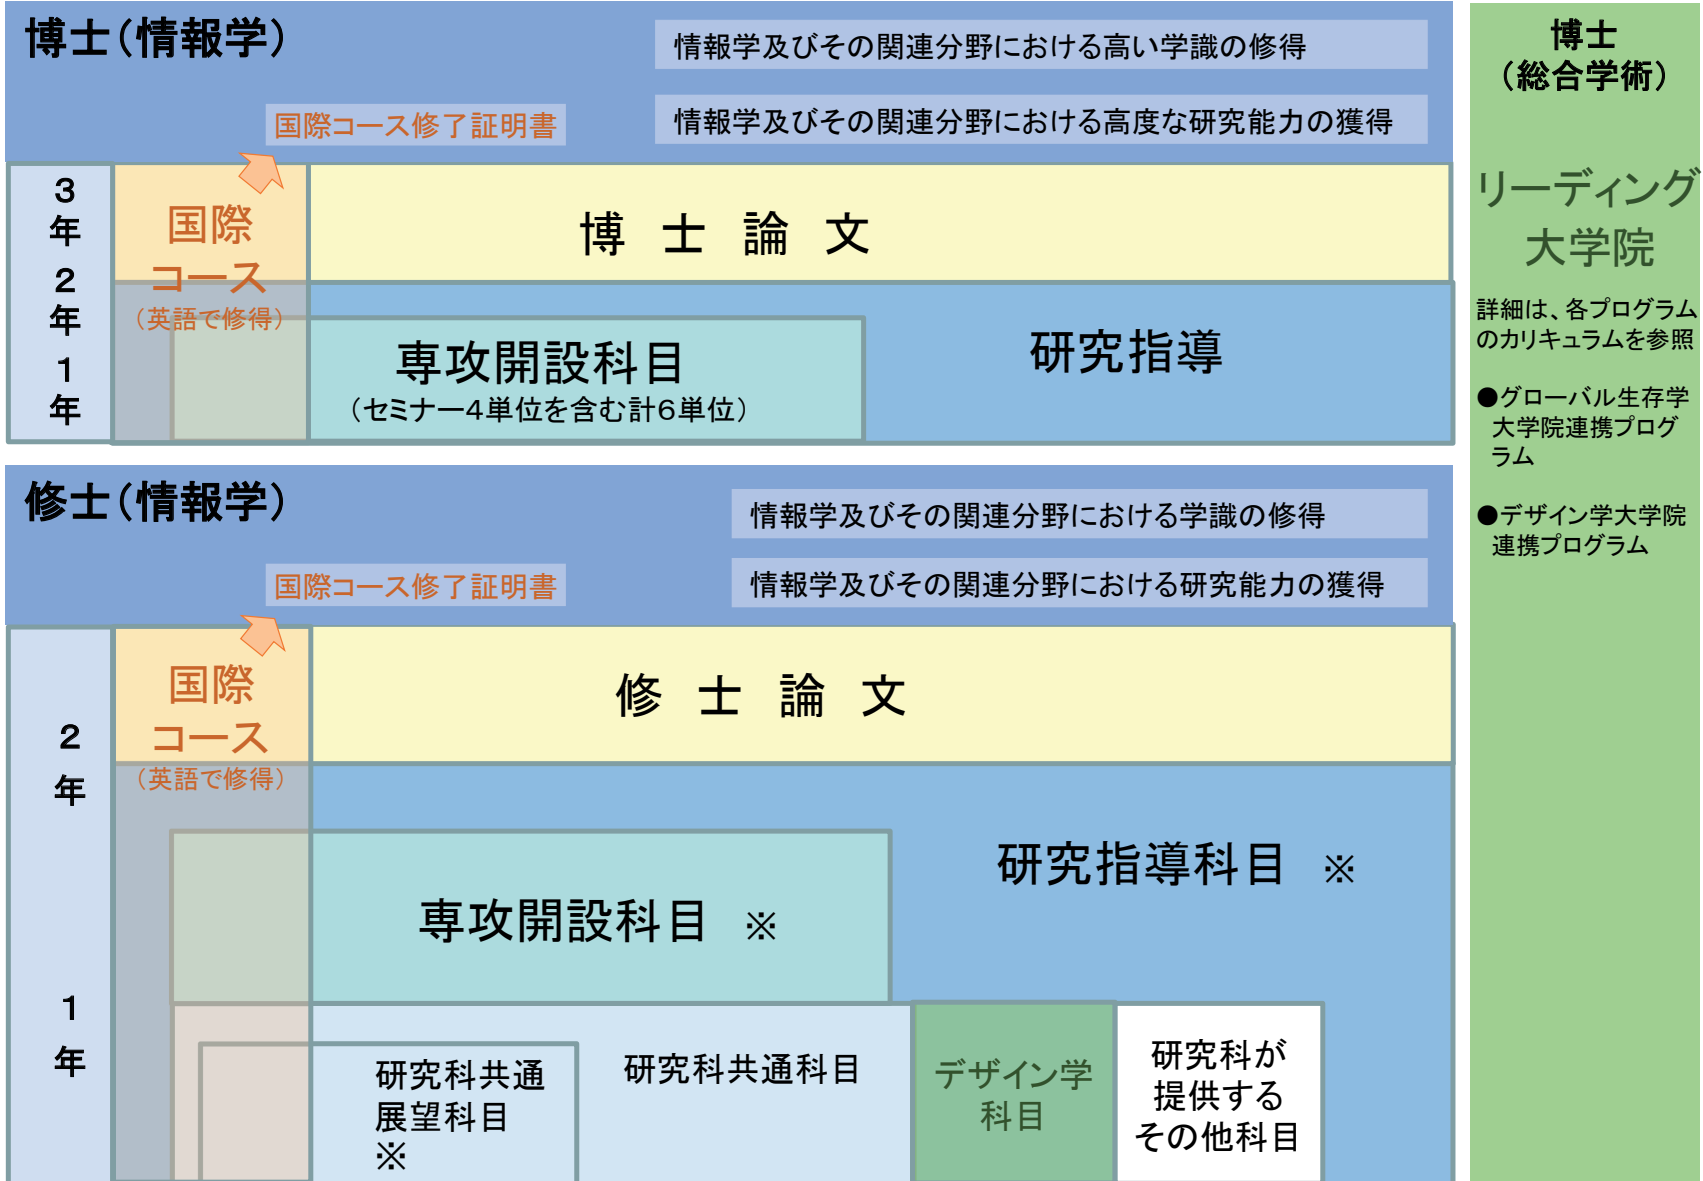 博士（情報学）
情報学及びその関連分野における高い学識の修得
国際コース修了証明書
情報学及びその関連分野における高度な研究能力の獲得
３
年
２
年
１
年
国際
コース
（英語で修得）
博 士 論 文
専攻開設科目
（セミナー４単位を含む計６単位）
研究指導
修士（情報学）
情報学及びその関連分野における学識の修得
国際コース修了証明書
情報学及びその関連分野における研究能力の獲得
２
年
１
年
国際
コース
（英語で修得）
修 士 論 文
研究指導科目 ※
専攻開設科目 ※
研究科共通
展望科目
※
研究科共通科目
デザイン学
科目
研究科が
提供する
その他科目
博士
（総合学術）
リーディング
大学院
詳細は、各プログラム
のカリキュラムを参照
●グローバル生存学
大学院連携プログ
ラム
●デザイン学大学院
連携プログラム